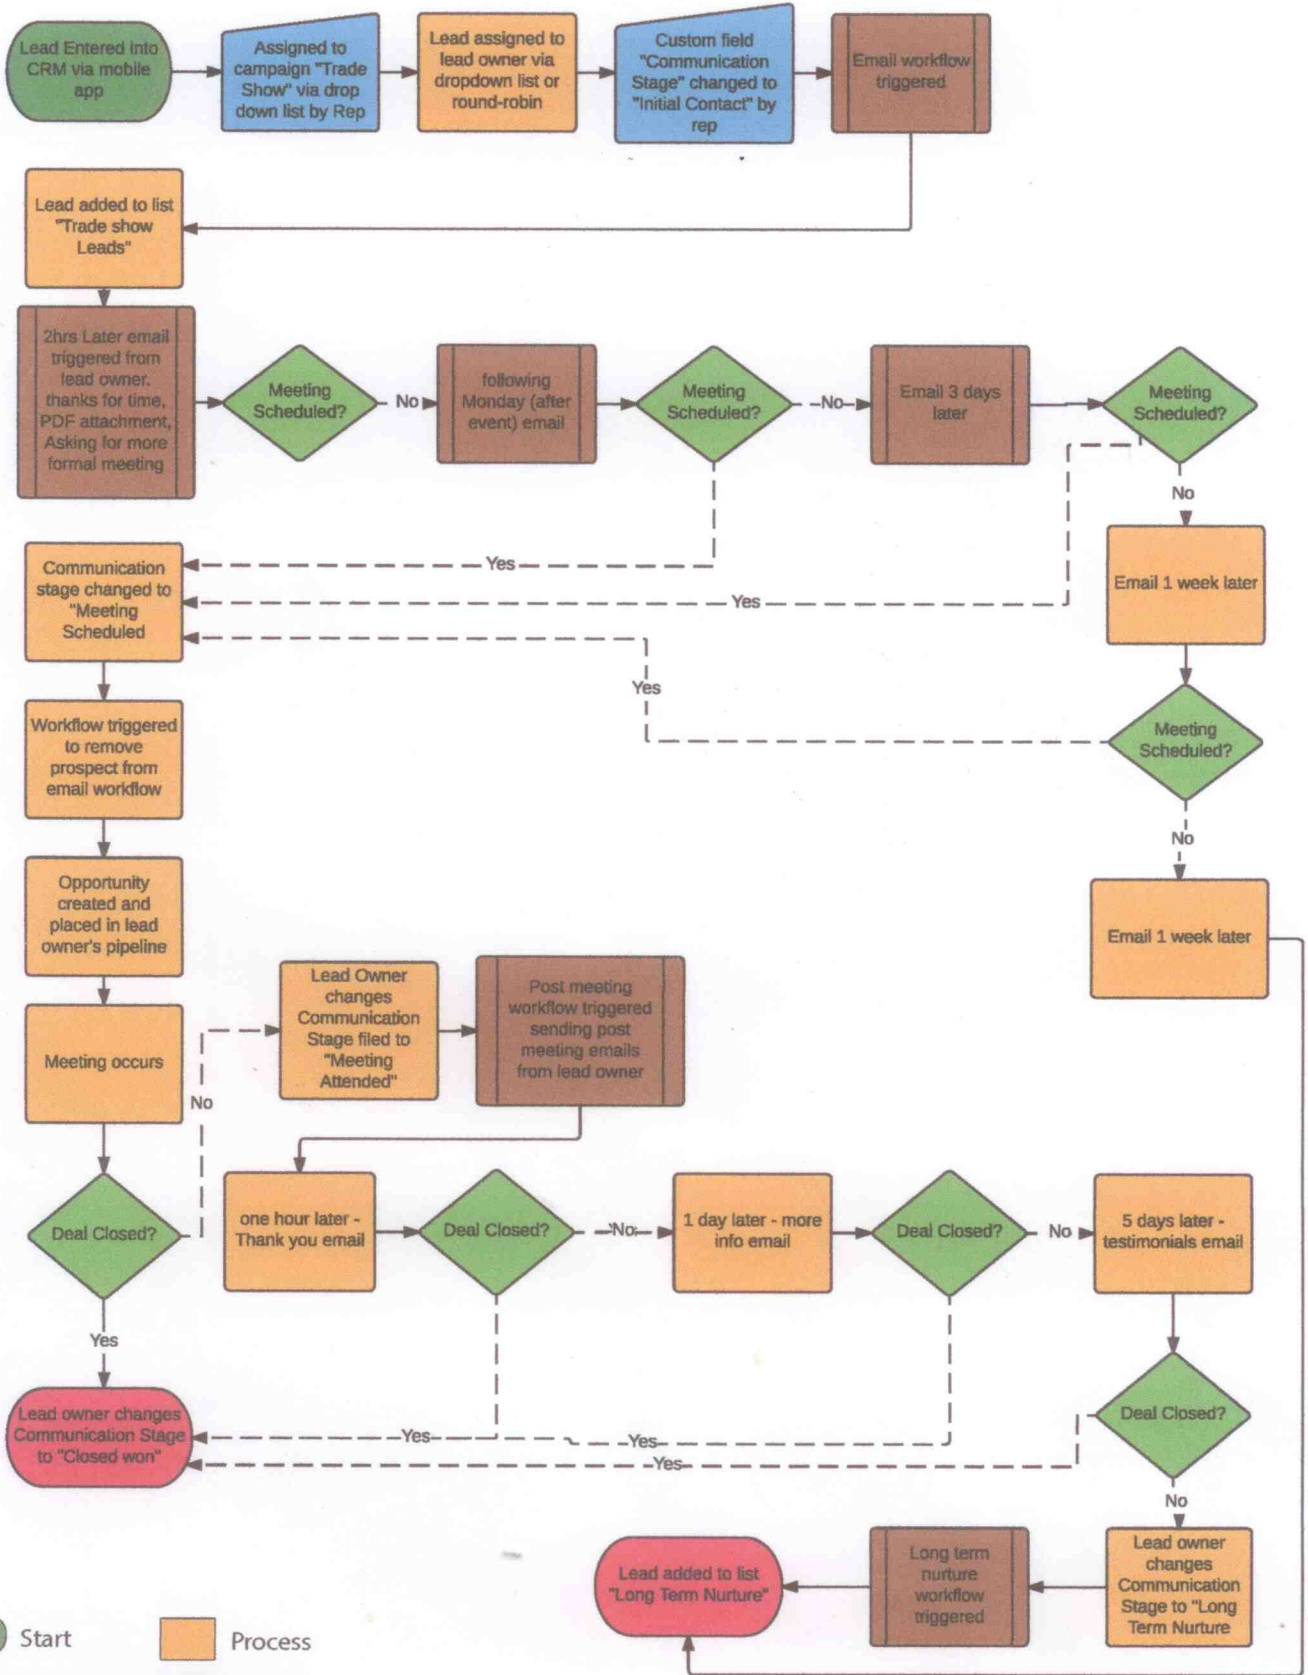 Lead Entered into
CRM via mobile
app
Assigned to
campaign "Trade
Show" via drop
down list by Rep
Lead assigned to
lead owner via
dropdown list or
round-robin
Custom field
"Communication
Stage" changed to
"Initial Contact" by
rep
Email workflow
triggered
Lead added to list
"Trade show
Leads"
2hrs Later email
triggered from
lead owner.
thanks for time,
PDF attachment,
Asking for more
formal meeting
Meeting
Scheduled?
No
following
Monday (after
event) email
Meeting
Scheduled?
No
Email 3 days
later
Meeting
Scheduled?
No
Email 1 week later
Yes
Yes
Yes
Communication
stage changed to
"Meeting
Scheduled
Meeting
Scheduled?
No
Email 1 week later
Workflow triggered
to remove
prospect from
email workflow
Opportunity
created and
placed in lead
owner's pipeline
Meeting occurs
No
Lead Owner
changes
Communication
Stage filed to
"Meeting
Attended"
Post meeting
workflow triggered
sending post
meeting emails
from lead owner
Deal Closed?
Yes
one hour later -
Thank you email
Deal Closed?
No
1 day later - more
info email
Deal Closed?
No
5 days later -
testimonials email
Deal Closed?
Yes
Yes
Yes
Lead owner changes
Communication Stage
to "Closed won"
No
Lead owner
changes
Communication
Stage to "Long
Term Nurture
Long term
nurture
workflow
triggered
Lead added to list
"Long Term Nurture"
Start
Process